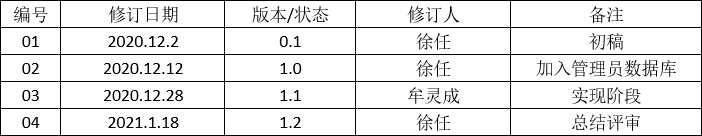 编号 修订日期 版本/状态 修订人 备注
01 2020.12.2 0.1 徐任 初稿
02 2020.12.12 1.0 徐任 加入管理员数据库
03 2020.12.28 1.1 牟灵成 实现阶段
04 2021.1.18 1.2 徐任 总结评审